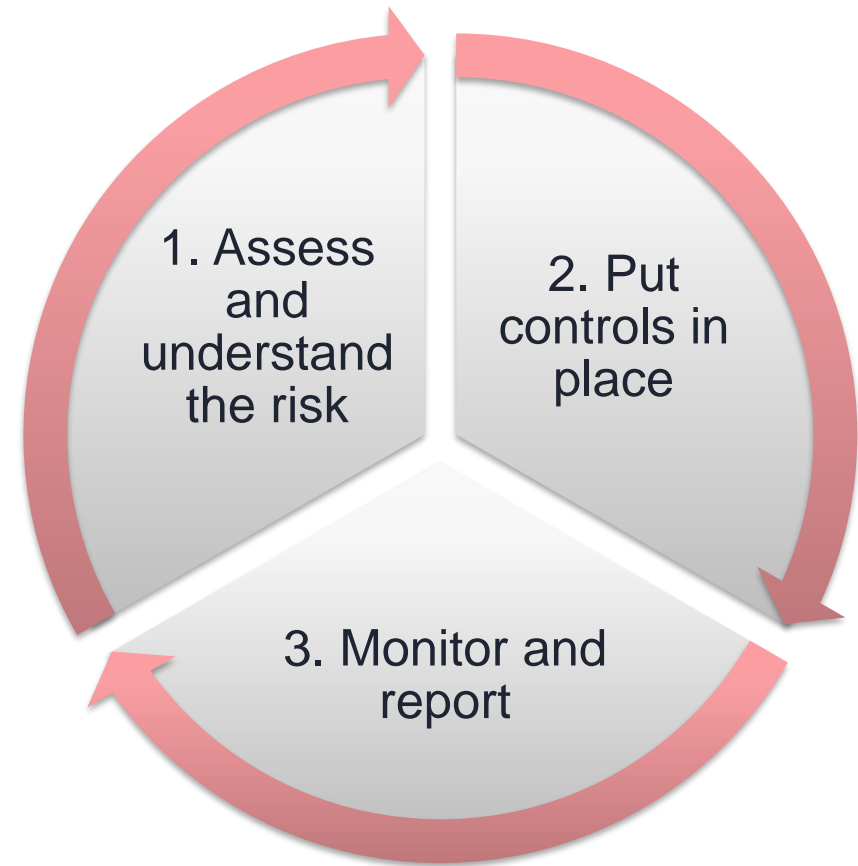 1. Assess
and
understand
the risk
2. Put
controls in
place
3. Monitor and
report